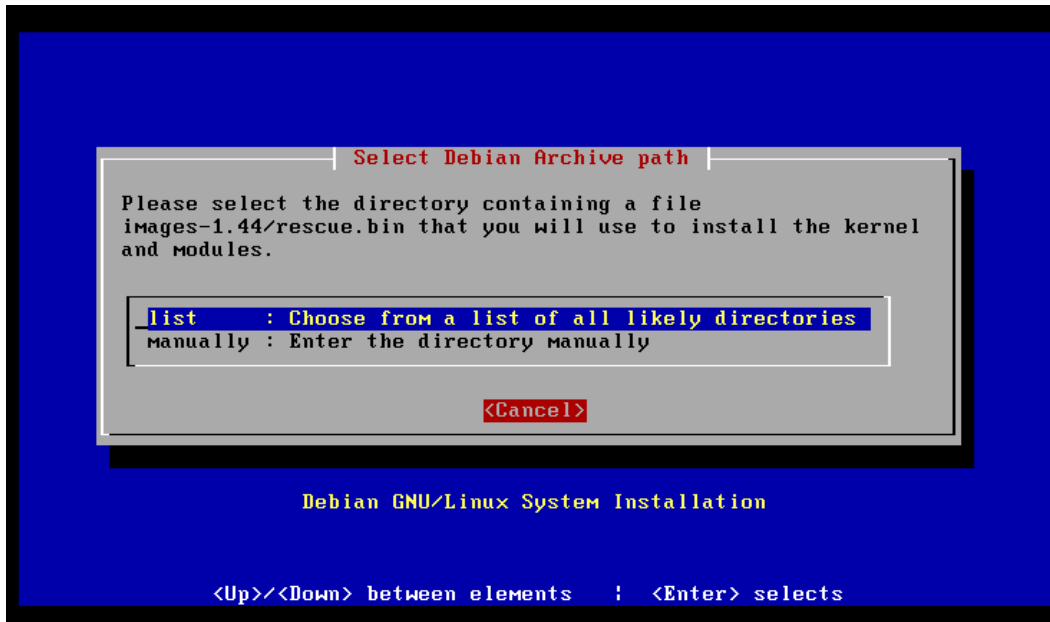 Select Debian Archive path
Please select the directory containing a file
images-1.44/rescue.bin that you will use to install the kernel
and modules.
list     : Choose from a list of all likely directories
manually : Enter the directory manually
<Cancel>
Debian GNU/Linux System Installation
<Up>/<Down> between elements   ¦  <Enter> selects